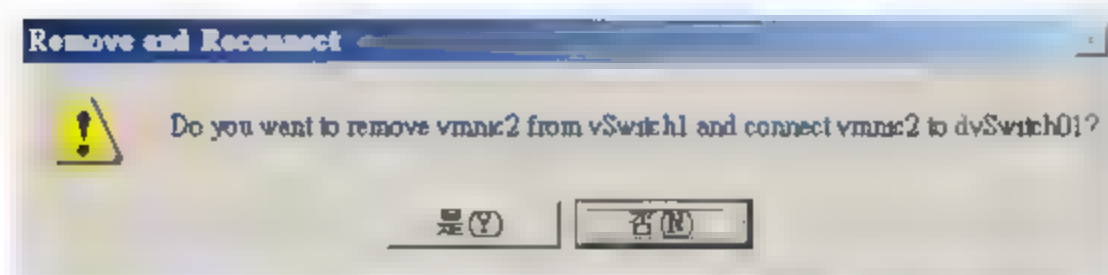 Remove and Reconnect
Do you want to remove vmnic2 from vSwitch1 and connect vmnic2 to dvSwitch01?
是(Y)
否(N)